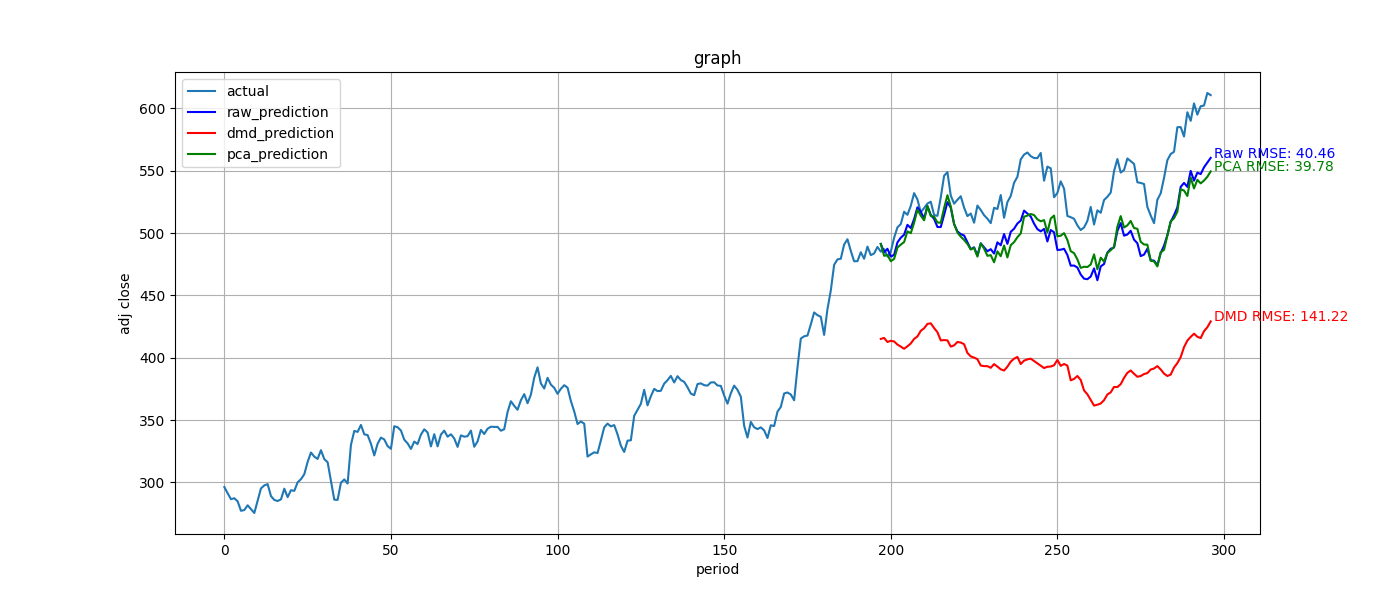 graph
actual
raw_prediction
dmd_prediction
pca_prediction
600
550
500
450
400
350
300
adj close
Raw RMSE: 40.46
PCA RMSE: 39.78
DMD RMSE: 141.22
0 50 100 150 200 250 300
period